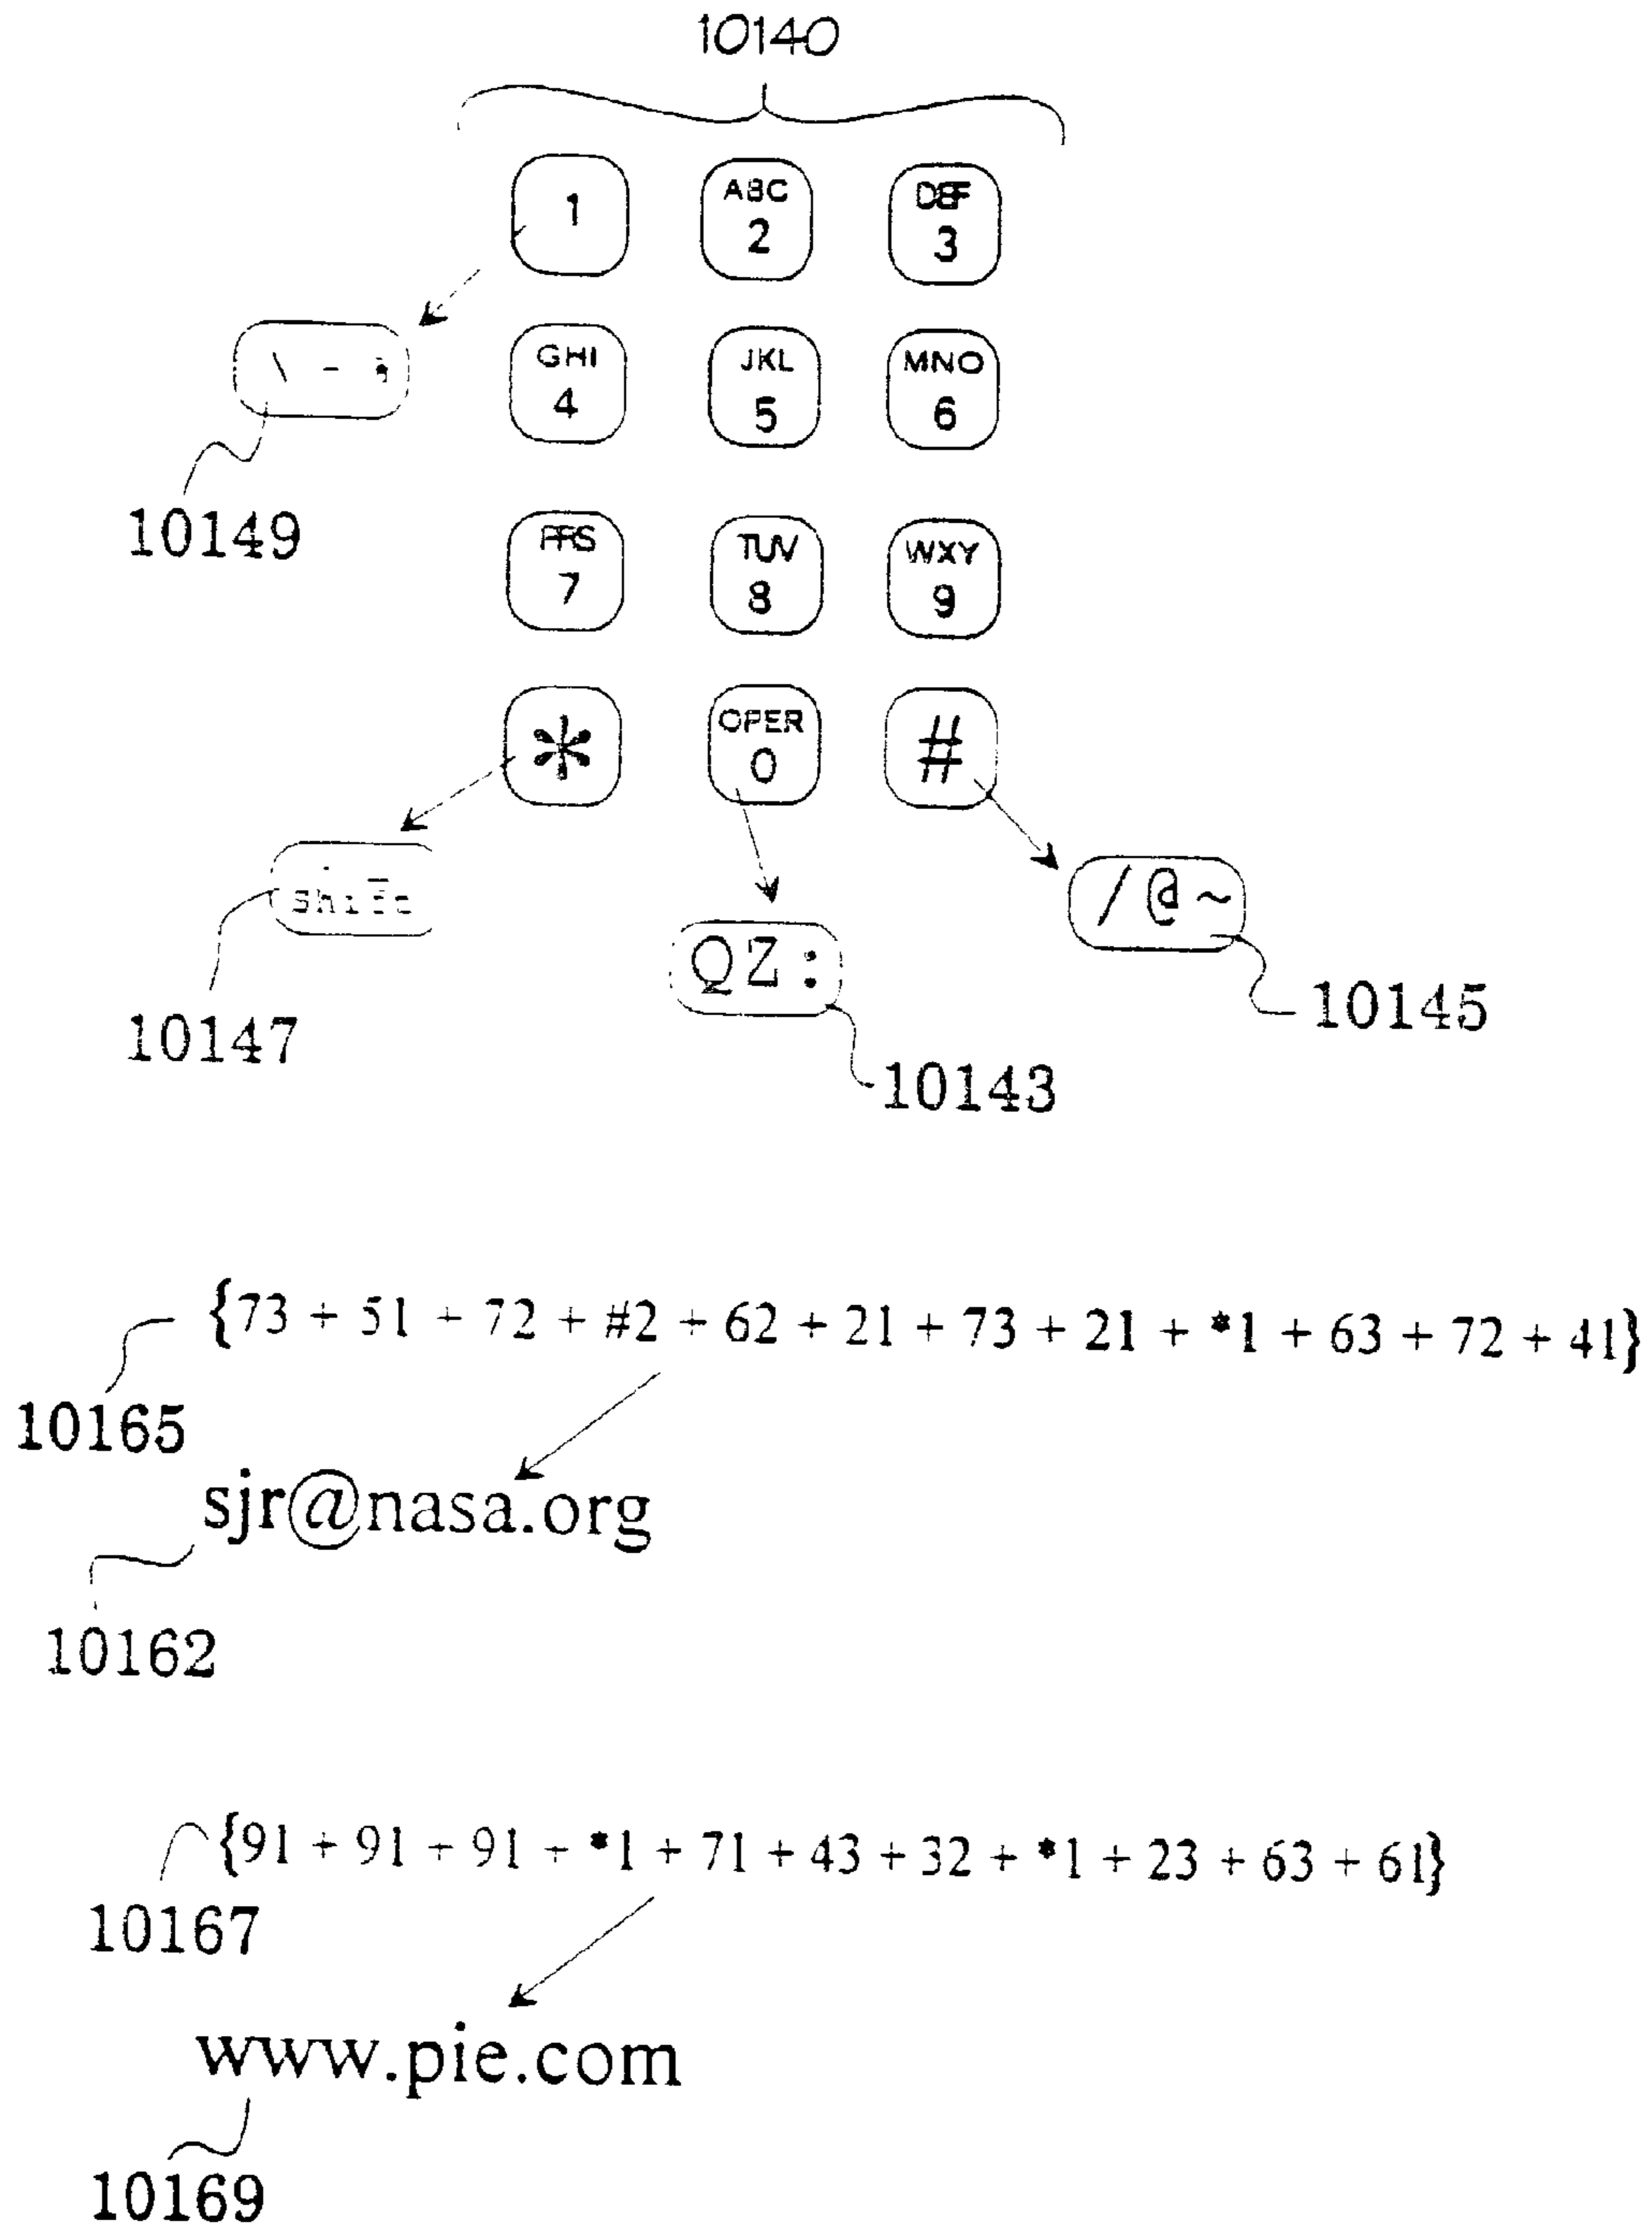 10140
1 ABC DEF
2 3
\ -
GHI JKL MNO
4 5 6
10149
PRS TUV WXY
7 8 9
* OPER #
0
shift
/ @ ~
QZ:
10147
10145
10143
{73 + 51 + 72 + #2 + 62 + 21 + 73 + 21 + *1 + 63 + 72 + 41}
10165
sjr@nasa.org
10162
{91 + 91 + 91 + *1 + 71 + 43 + 32 + *1 + 23 + 63 + 61}
10167
www.pie.com
10169